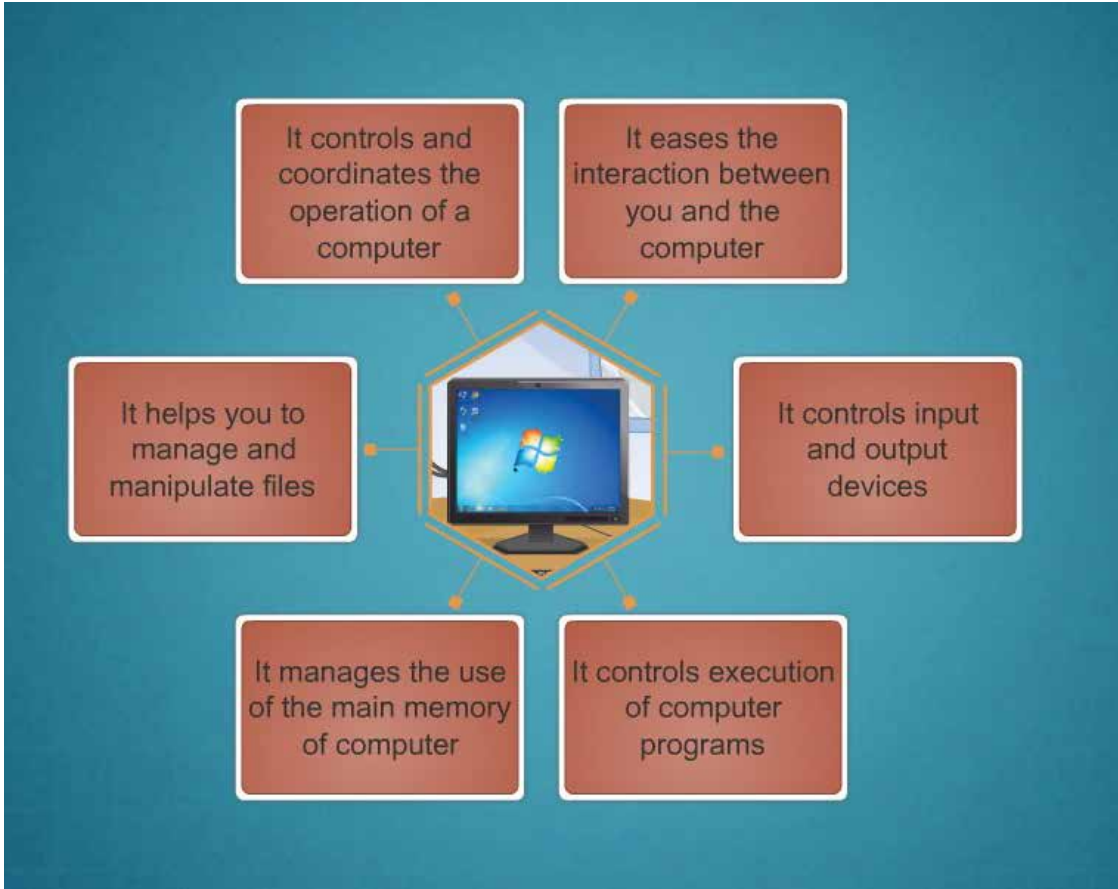 It controls and
coordinates the
operation of a
computer
It eases the
interaction between
you and the
computer
It helps you to
manage and
manipulate files
It controls input
and output
devices
It manages the use
of the main memory
of computer
It controls execution
of computer
programs